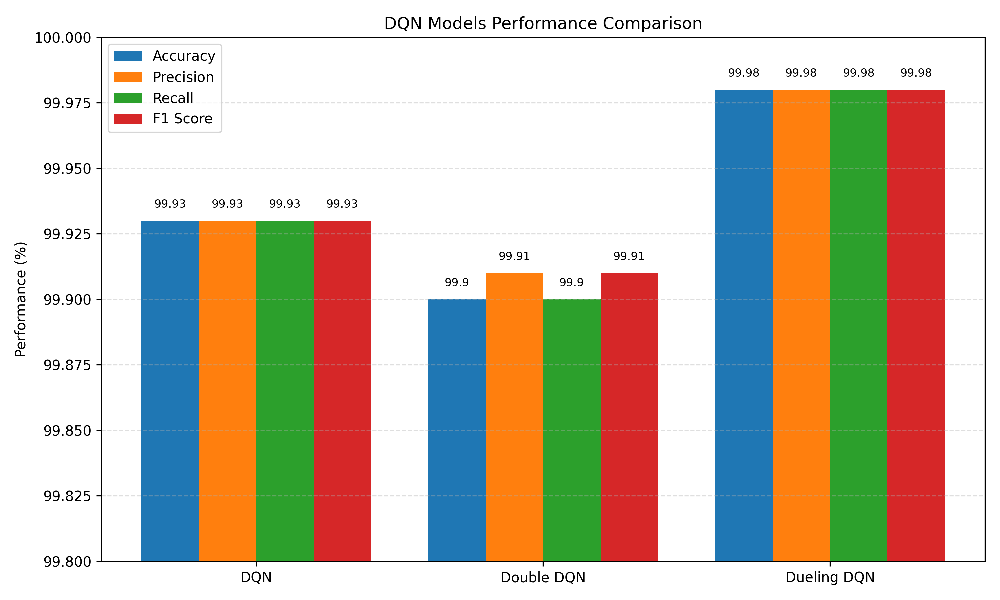 DQN Models Performance Comparison
100.000
99.975
99.950
99.925
99.900
99.875
99.850
99.825
99.800
Performance (%)
Accuracy
Precision
Recall
F1 Score
99.93 99.93 99.93 99.93
99.9 99.91 99.9 99.91
99.98 99.98 99.98 99.98
DQN Double DQN Dueling DQN